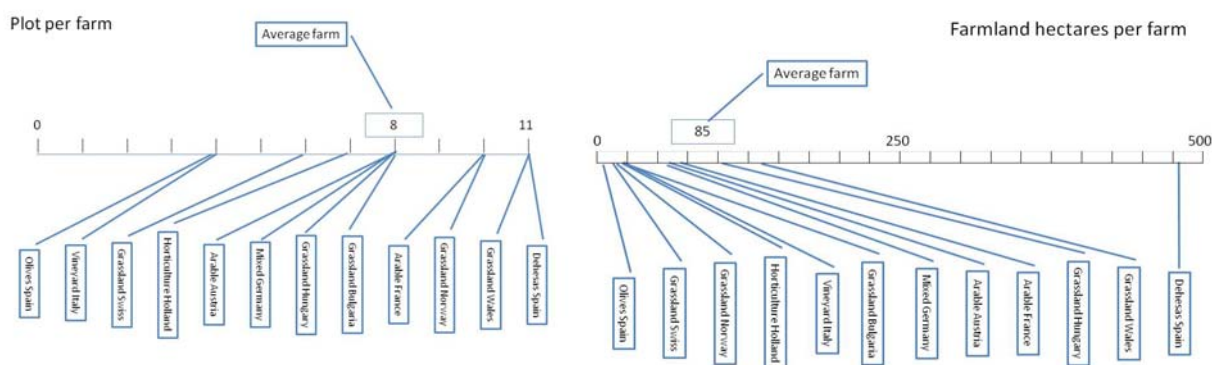 Plot per farm
Average farm
0
8
11
Olives Spain
Vineyard Italy
Grassland Swiss
Horticulture Holland
Arable Austria
Mixed Germany
Grassland Hungary
Grassland Bulgaria
Arable France
Grassland Norway
Grassland Wales
Dehesas Spain
Farmland hectares per farm
Average farm
85
0
250
500
Olives Spain
Grassland Swiss
Grassland Norway
Horticulture Holland
Vineyard Italy
Grassland Bulgaria
Mixed Germany
Arable Austria
Arable France
Grassland Hungary
Grassland Wales
Dehesas Spain